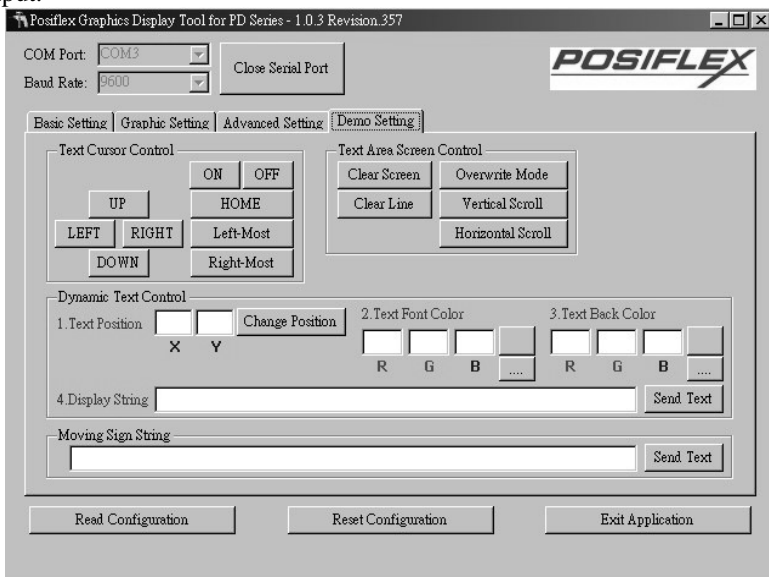 put.
Posiflex Graphics Display Tool for PD Series - 1.0.3 Revision.357
COM Port: COM3
Baud Rate: 9600
Close Serial Port
POSIFLEX
Basic Setting Graphic Setting Advanced Setting Demo Setting
Text Cursor Control
ON OFF
UP HOME
LEFT RIGHT Left-Most
DOWN Right-Most
Text Area Screen Control
Clear Screen Overwrite Mode
Clear Line Vertical Scroll
Horizontal Scroll
Dynamic Text Control
1.Text Position Change Position
X Y
2.Text Font Color
R G B ....
3.Text Back Color
R G B ....
4.Display String Send Text
Moving Sign String
Send Text
Read Configuration Reset Configuration Exit Application